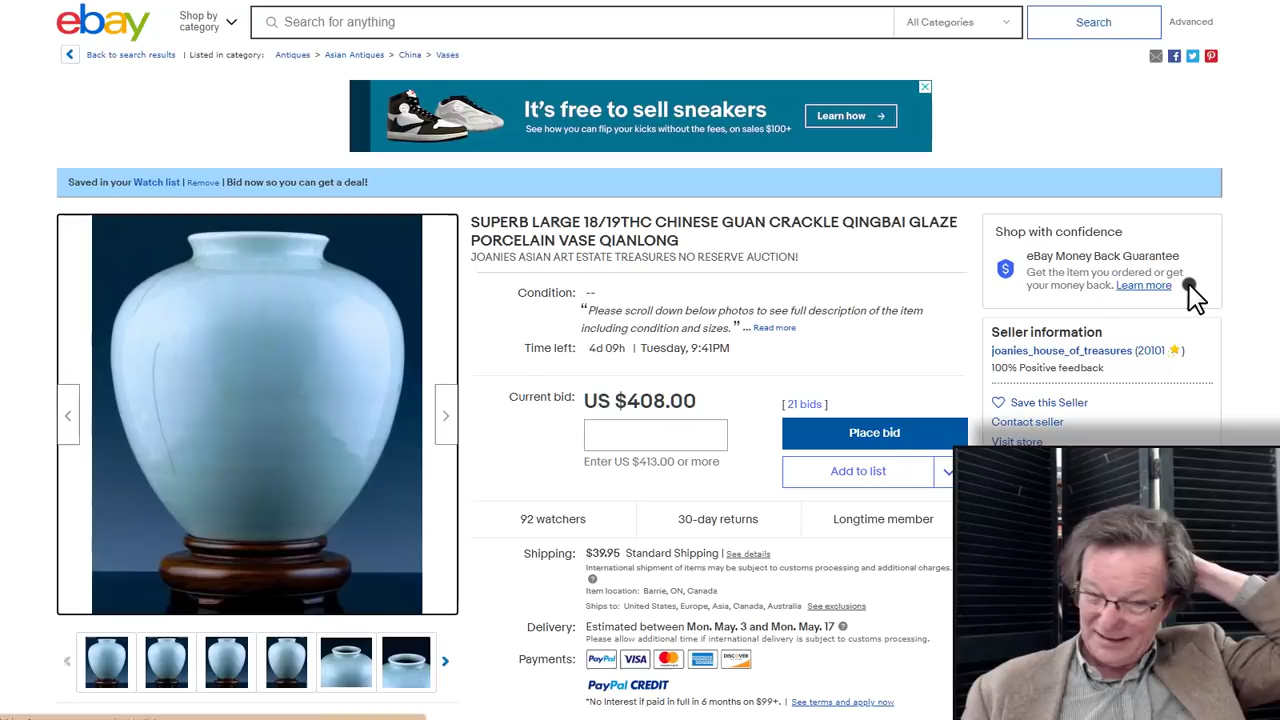 ebay
Shop by
category
Search for anything
All Categories
Search
Advanced
Back to search results | Listed in category: Antiques > Asian Antiques > China > Vases
It's free to sell sneakers
See how you can flip your kicks without the fees, on sales $100+
Learn how →
Saved in your Watch list | Remove | Bid now so you can get a deal!
SUPERB LARGE 18/19THC CHINESE GUAN CRACKLE QINGBAI GLAZE
PORCELAIN VASE QIANLONG
JOANIES ASIAN ART ESTATE TREASURES NO RESERVE AUCTION!
Condition: --
“Please scroll down below photos to see full description of the item
including condition and sizes. ” ... Read more
Time left: 4d 09h | Tuesday, 9:41PM
Current bid: US $408.00 [ 21 bids ]
Place bid
Enter US $413.00 or more
Add to list
92 watchers 30-day returns Longtime member
Shipping: $39.95 Standard Shipping | See details
International shipment of items may be subject to customs processing and additional charges.
Item location: Barrie, ON, Canada
Ships to: United States, Europe, Asia, Canada, Australia See exclusions
Delivery: Estimated between Mon. May. 3 and Mon. May. 17
Please allow additional time if international delivery is subject to customs processing.
Payments: PayPal VISA mastercard DISCOVER
PayPal CREDIT
*No Interest if paid in full in 6 months on $99+. | See terms and apply now
Shop with confidence
eBay Money Back Guarantee
Get the item you ordered or get
your money back. Learn more
Seller information
joanies_house_of_treasures (20101 )
100% Positive feedback
Save this Seller
Contact seller
Visit store